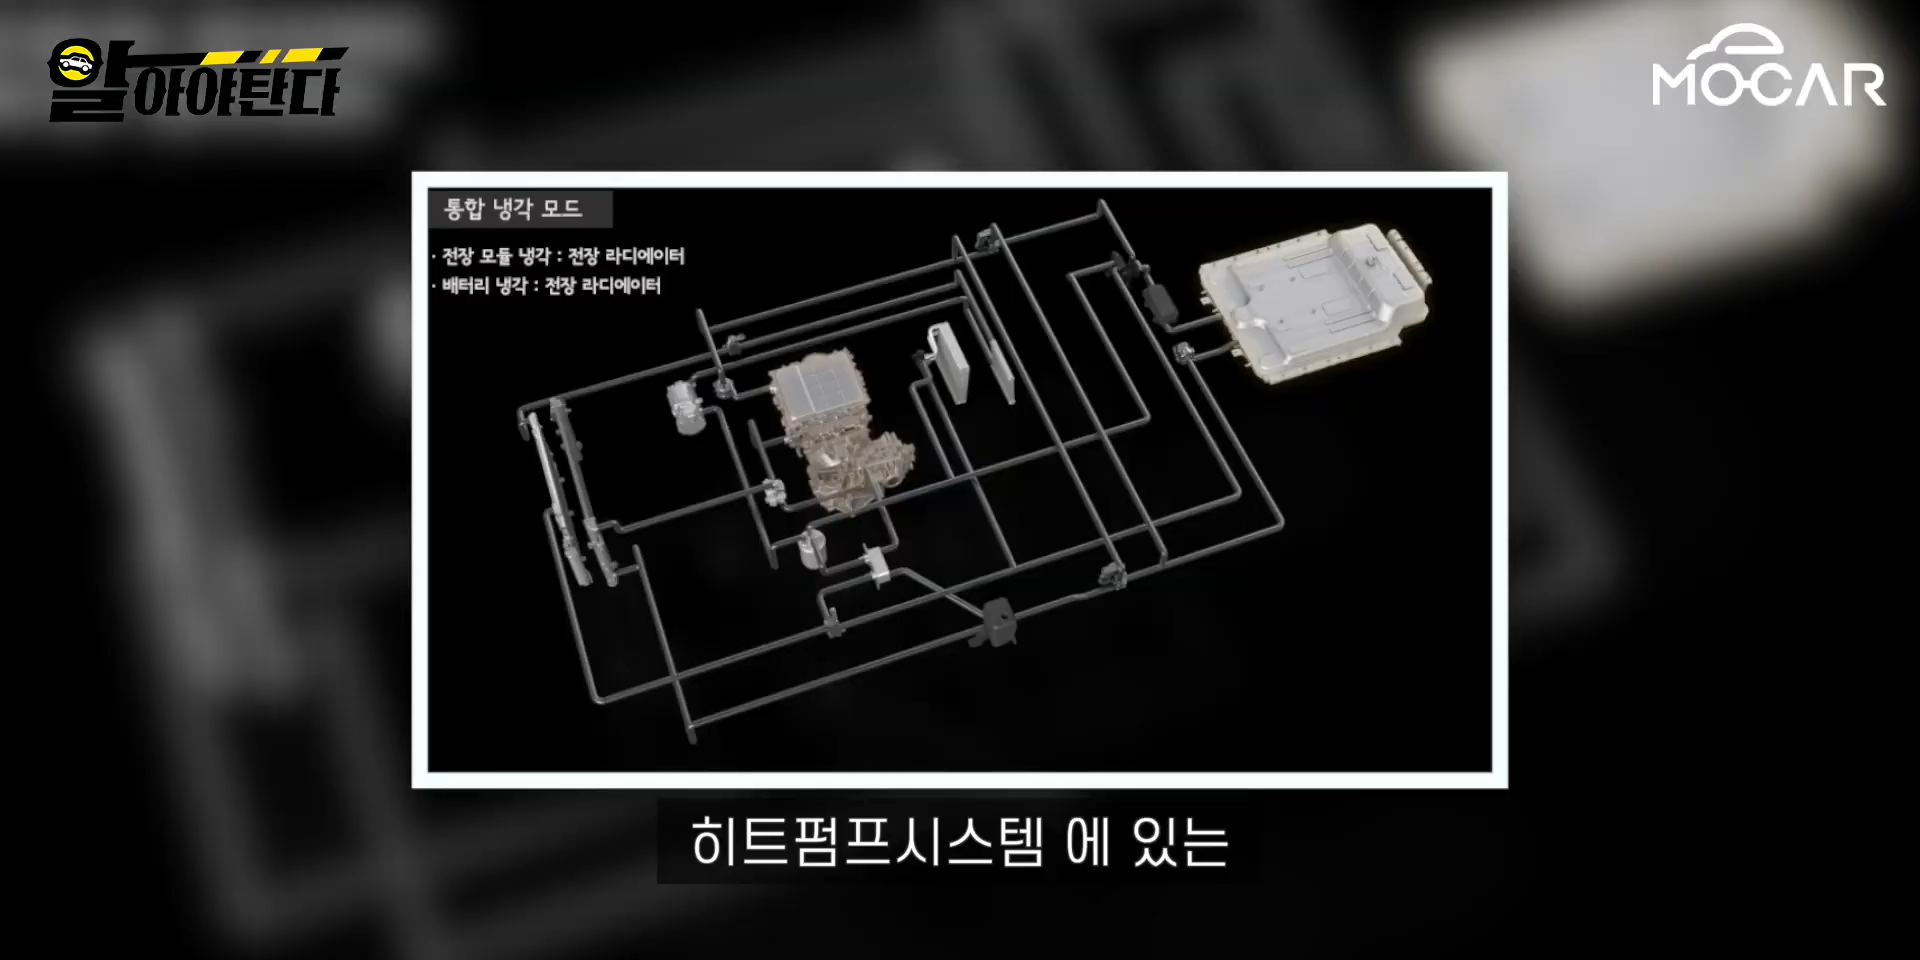 알아야탄다
MOCAR
통합 냉각 모드
· 전장 모듈 냉각 : 전장 라디에이터
· 배터리 냉각 : 전장 라디에이터
히트펌프시스템 에 있는